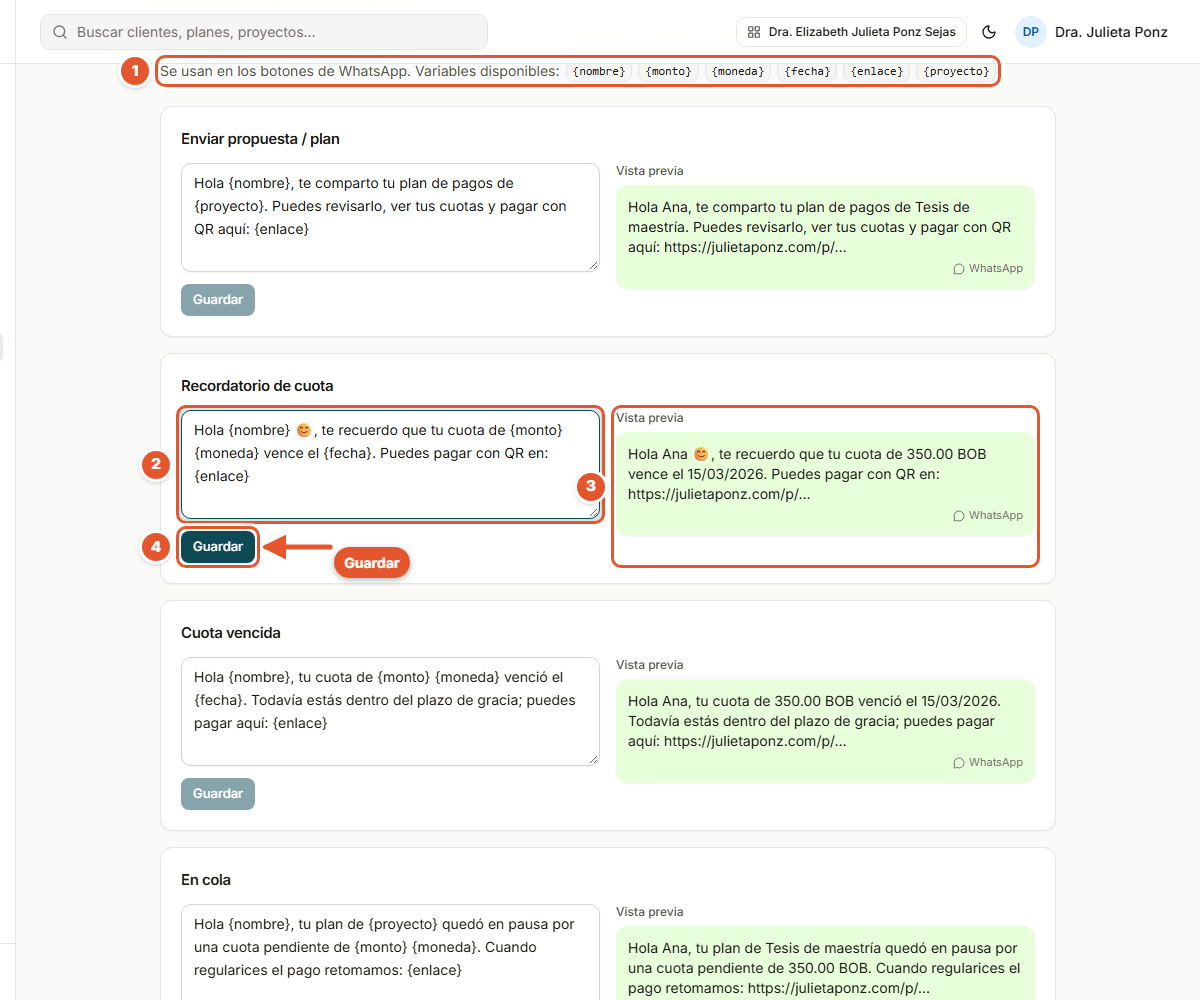 Buscar clientes, planes, proyectos...
Dra. Elizabeth Julieta Ponz Sejas
DP
Dra. Julieta Ponz
1
Se usan en los botones de WhatsApp. Variables disponibles: {nombre} {monto} {moneda} {fecha} {enlace} {proyecto}
Enviar propuesta / plan
Hola {nombre}, te comparto tu plan de pagos de
{proyecto}. Puedes revisarlo, ver tus cuotas y pagar con
QR aquí: {enlace}
Guardar
Vista previa
Hola Ana, te comparto tu plan de pagos de Tesis de
maestría. Puedes revisarlo, ver tus cuotas y pagar con QR
aquí: https://julietaponz.com/p/...
WhatsApp
Recordatorio de cuota
2
Hola {nombre} 😊, te recuerdo que tu cuota de {monto}
{moneda} vence el {fecha}. Puedes pagar con QR en:
{enlace}
3
Vista previa
Hola Ana 😊, te recuerdo que tu cuota de 350.00 BOB
vence el 15/03/2026. Puedes pagar con QR en:
https://julietaponz.com/p/...
WhatsApp
4
Guardar
Guardar
Cuota vencida
Hola {nombre}, tu cuota de {monto} {moneda} venció el
{fecha}. Todavía estás dentro del plazo de gracia; puedes
pagar aquí: {enlace}
Guardar
Vista previa
Hola Ana, tu cuota de 350.00 BOB venció el 15/03/2026.
Todavía estás dentro del plazo de gracia; puedes pagar
aquí: https://julietaponz.com/p/...
WhatsApp
En cola
Hola {nombre}, tu plan de {proyecto} quedó en pausa por
una cuota pendiente de {monto} {moneda}. Cuando
regularices el pago retomamos: {enlace}
Vista previa
Hola Ana, tu plan de Tesis de maestría quedó en pausa por
una cuota pendiente de 350.00 BOB. Cuando regularices el
pago retomamos: https://julietaponz.com/p/...